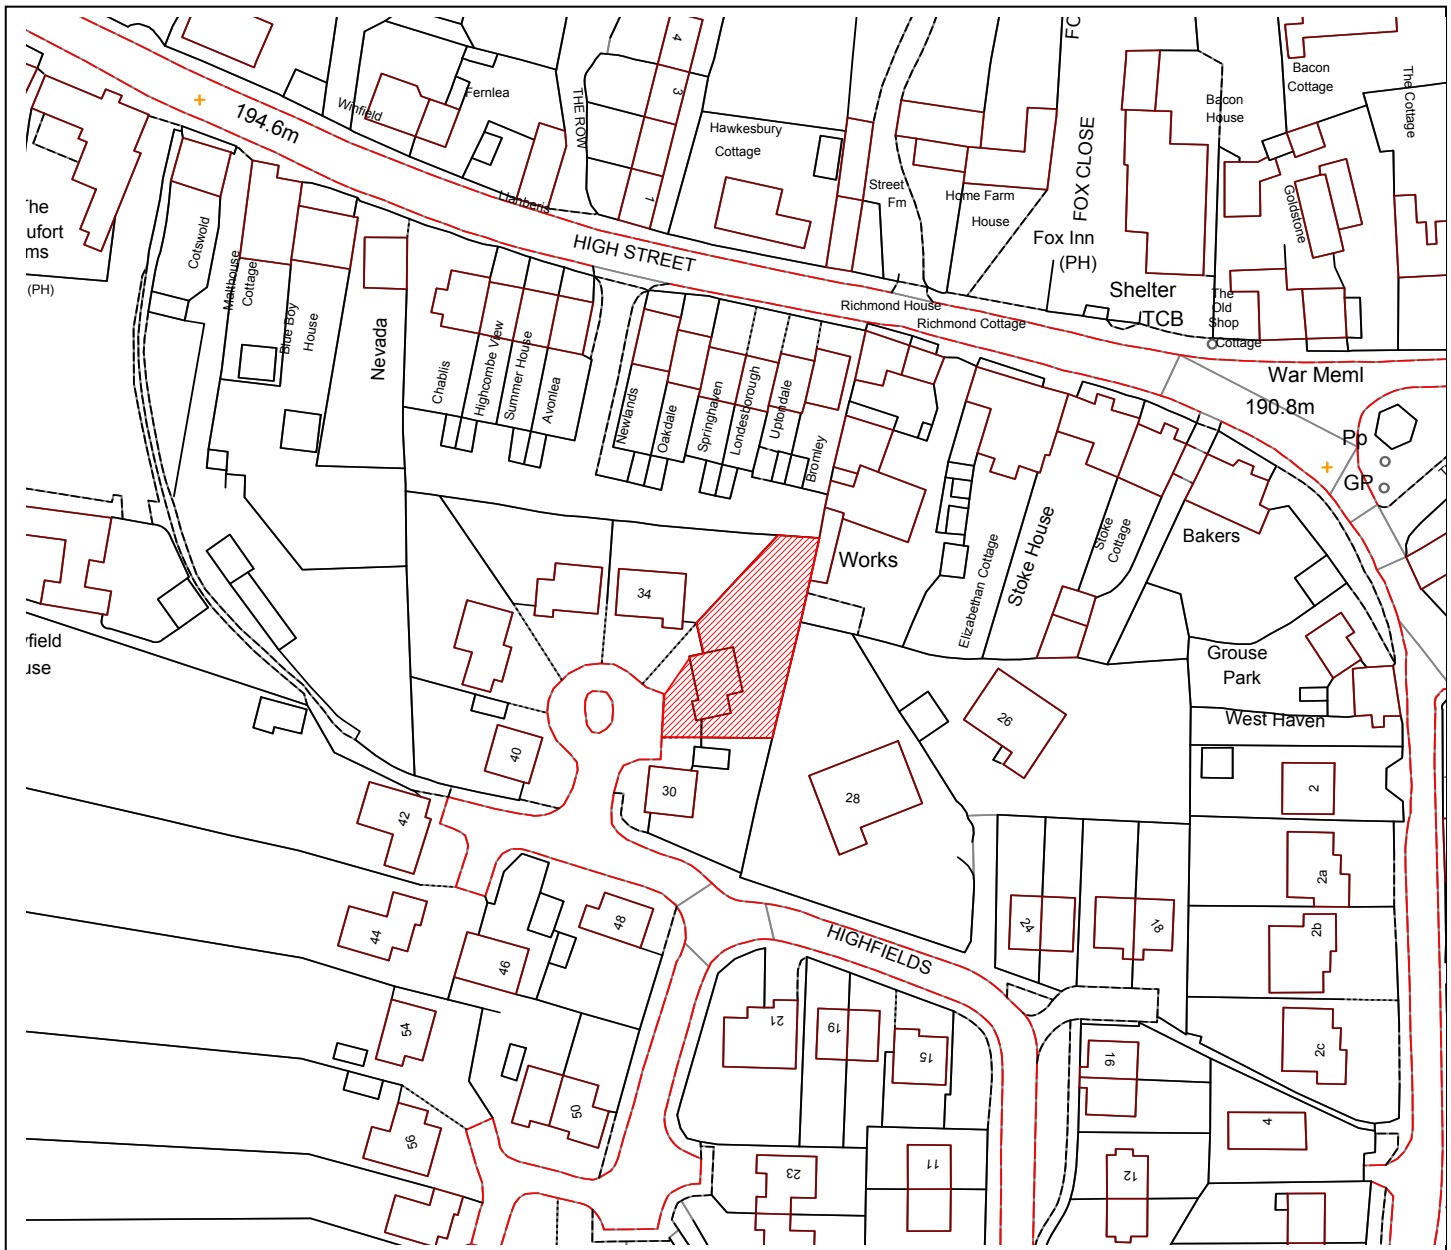 194.6m
Winfield
Fernlea
THE ROW
4
3
1
Hawkesbury
Cottage
Llanberis
HIGH STREET
Street
Fm
Home Farm
House
FOX CLOSE
FC
Fox Inn
(PH)
Shelter
TCB
Bacon
House
Bacon
Cottage
The Cottage
Goldstone
The
Old
Shop
Cottage
Richmond House
Richmond Cottage
War Meml
190.8m
Pp
GP
The
ufort
ms
(PH)
Cotswold
Malthouse
Cottage
Blue Boy
House
Nevada
Chablis
Highcombe View
Summer House
Avonlea
Newlands
Oakdale
Springhaven
Londesborough
Uptondale
Bromley
Works
Elizabethan Cottage
Stoke House
Stoke
Cottage
Bakers
Grouse
Park
West Haven
yfield
use
34
40
30
28
26
42
44
46
48
54
56
50
HIGHFIELDS
24
18
21
19
15
16
23
11
12
2
2a
2b
2c
4